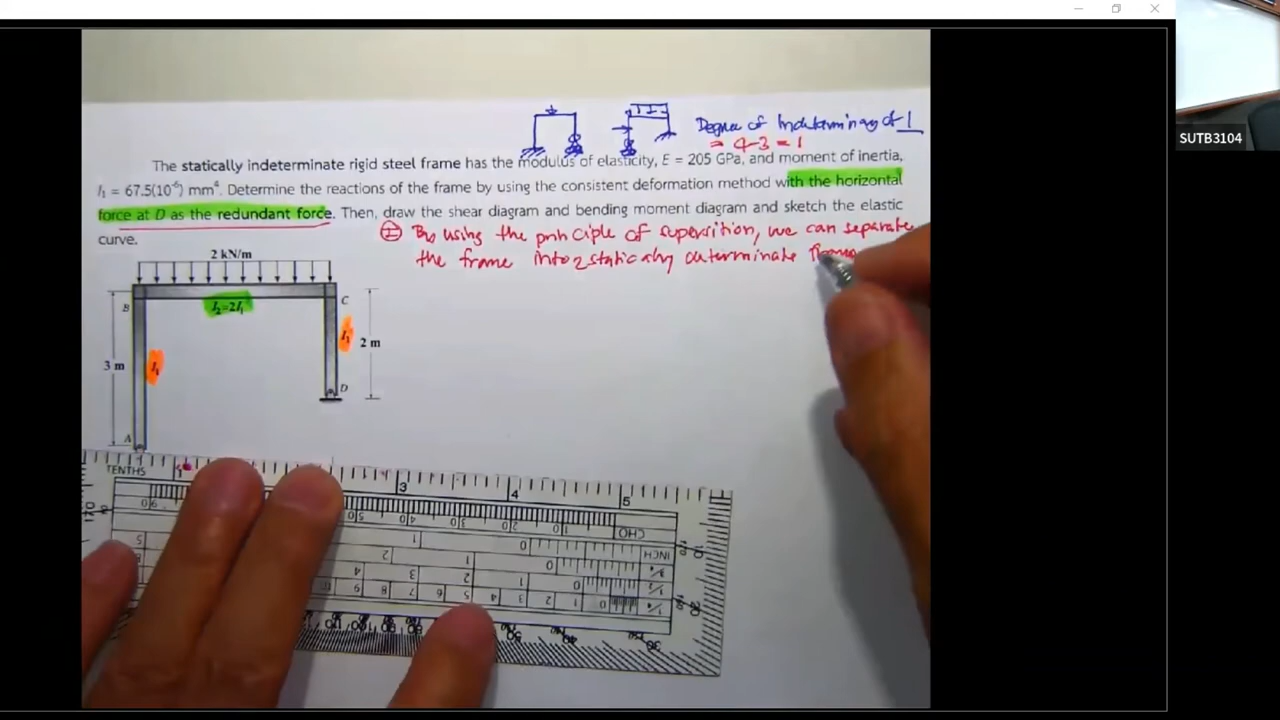 SUTB3104
Degree of Indeterminacy of 1
= 4-3 = 1
The statically indeterminate rigid steel frame has the modulus of elasticity, E = 205 GPa, and moment of inertia,
I₁ = 67.5(10⁻⁶) mm⁴. Determine the reactions of the frame by using the consistent deformation method with the horizontal
force at D as the redundant force. Then, draw the shear diagram and bending moment diagram and sketch the elastic
curve.
I By using the principle of superstition, we can separate
the frame into 2 statically determinate
2 kN/m
B
I₂=2I₁
C
I₁
2 m
3 m
I₁
D
A
TENTHS
3
4
5
CHO
INCH